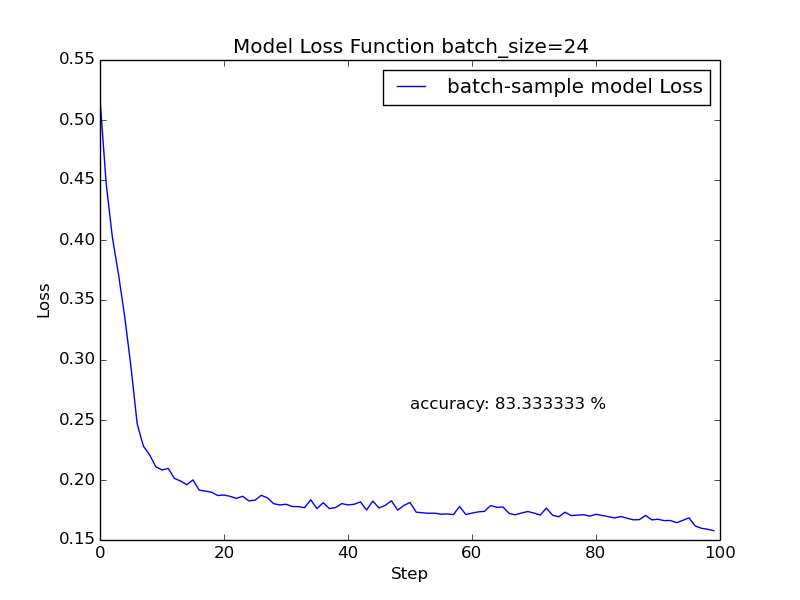 Model Loss Function batch_size=24
batch-sample model Loss
0.55
0.50
0.45
0.40
0.35
0.30
0.25
0.20
0.15
Loss
accuracy: 83.333333 %
0 20 40 60 80 100
Step